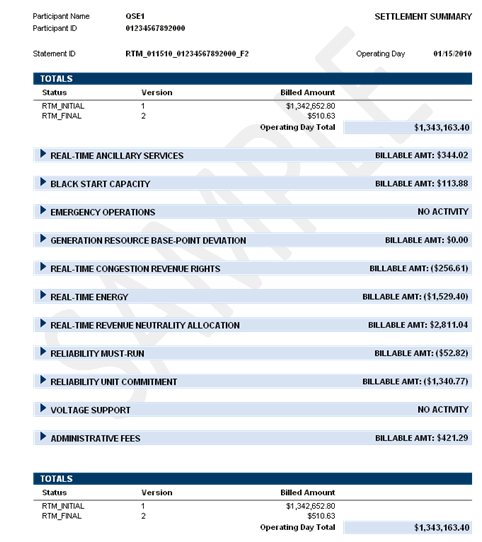 Participant Name QSE1 SETTLEMENT SUMMARY
Participant ID 01234567892000
Statement ID RTM_011510_01234567892000_F2 Operating Day 01/15/2010
TOTALS
Status Version Billed Amount
RTM_INITIAL 1 $1,342,652.80
RTM_FINAL 2 $510.63
Operating Day Total $1,343,163.40
REAL-TIME ANCILLARY SERVICES BILLABLE AMT: $344.02
BLACK START CAPACITY BILLABLE AMT: $113.88
EMERGENCY OPERATIONS NO ACTIVITY
GENERATION RESOURCE BASE-POINT DEVIATION BILLABLE AMT: $0.00
REAL-TIME CONGESTION REVENUE RIGHTS BILLABLE AMT: ($256.61)
REAL-TIME ENERGY BILLABLE AMT: ($1,529.40)
REAL-TIME REVENUE NEUTRALITY ALLOCATION BILLABLE AMT: $2,811.04
RELIABILITY MUST-RUN BILLABLE AMT: ($52.82)
RELIABILITY UNIT COMMITMENT BILLABLE AMT: ($1,340.77)
VOLTAGE SUPPORT NO ACTIVITY
ADMINISTRATIVE FEES BILLABLE AMT: $421.29
TOTALS
Status Version Billed Amount
RTM_INITIAL 1 $1,342,652.80
RTM_FINAL 2 $510.63
Operating Day Total $1,343,163.40
SAMPLE